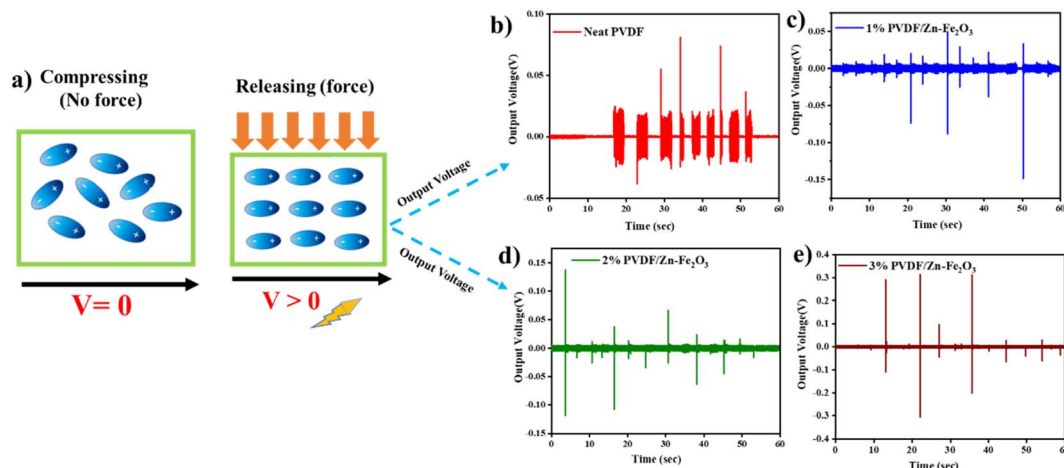 a)
Compressing
(No force)
V= 0
Releasing (force)
V > 0
Output Voltage
Output Voltage
b)
Neat PVDF
Output Voltage(V)
0.10
0.05
0.00
-0.05
0 10 20 30 40 50 60
Time (sec)
c)
1% PVDF/Zn-Fe₂O₃
Output Voltage(V)
0.05
0.00
-0.05
-0.10
-0.15
0 10 20 30 40 50 60
Time (sec)
d)
2% PVDF/Zn-Fe₂O₃
Output Voltage(V)
0.15
0.10
0.05
0.00
-0.05
-0.10
-0.15
0 10 20 30 40 50 60
Time (sec)
e)
3% PVDF/Zn-Fe₂O₃
Output Voltage(V)
0.4
0.3
0.2
0.1
0.0
-0.1
-0.2
-0.3
-0.4
0 10 20 30 40 50 60
Time (sec)